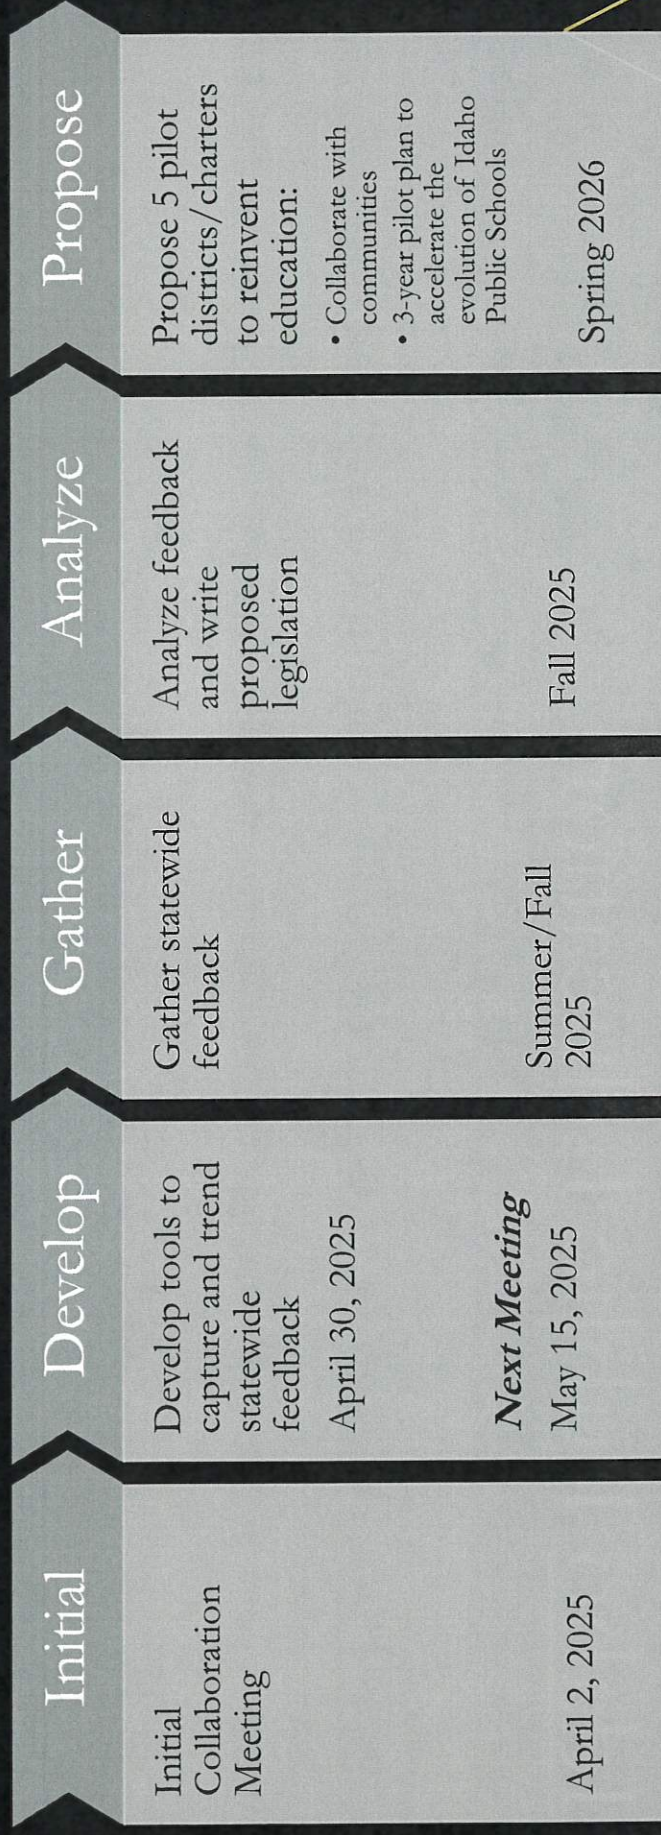 Initial
Initial
Collaboration
Meeting
April 2, 2025
Develop
Develop tools to
capture and trend
statewide
feedback
April 30, 2025
Next Meeting
May 15, 2025
Gather
Gather statewide
feedback
Summer/Fall
2025
Analyze
Analyze feedback
and write
proposed
legislation
Fall 2025
Propose
Propose 5 pilot
districts/charters
to reinvent
education:
• Collaborate with
communities
• 3-year pilot plan to
accelerate the
evolution of Idaho
Public Schools
Spring 2026